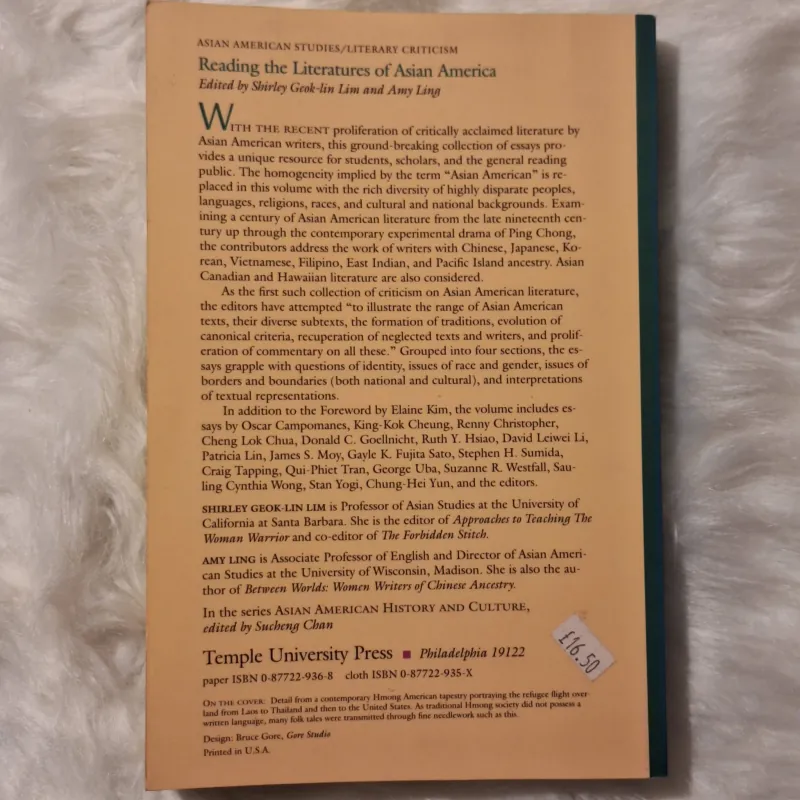 ASIAN AMERICAN STUDIES/LITERARY CRITICISM
Reading the Literatures of Asian America
Edited by Shirley Geok-lin Lim and Amy Ling
WITH THE RECENT proliferation of critically acclaimed literature by
Asian American writers, this ground-breaking collection of essays pro-
vides a unique resource for students, scholars, and the general reading
public. The homogeneity implied by the term “Asian American” is re-
placed in this volume with the rich diversity of highly disparate peoples,
languages, religions, races, and cultural and national backgrounds. Exam-
ining a century of Asian American literature from the late nineteenth cen-
tury up through the contemporary experimental drama of Ping Chong,
the contributors address the work of writers with Chinese, Japanese, Ko-
rean, Vietnamese, Filipino, East Indian, and Pacific Island ancestry. Asian
Canadian and Hawaiian literature are also considered.
As the first such collection of criticism on Asian American literature,
the editors have attempted “to illustrate the range of Asian American
texts, their diverse subtexts, the formation of traditions, evolution of
canonical criteria, recuperation of neglected texts and writers, and prolif-
eration of commentary on all these.” Grouped into four sections, the es-
says grapple with questions of identity, issues of race and gender, issues of
borders and boundaries (both national and cultural), and interpretations
of textual representations.
In addition to the Foreword by Elaine Kim, the volume includes es-
says by Oscar Campomanes, King-Kok Cheung, Renny Christopher,
Cheng Lok Chua, Donald C. Goellnicht, Ruth Y. Hsiao, David Leiwei Li,
Patricia Lin, James S. Moy, Gayle K. Fujita Sato, Stephen H. Sumida,
Craig Tapping, Qui-Phiet Tran, George Uba, Suzanne R. Westfall, Sau-
ling Cynthia Wong, Stan Yogi, Chung-Hei Yun, and the editors.
SHIRLEY GEOK-LIN LIM is Professor of Asian Studies at the University of
California at Santa Barbara. She is the editor of Approaches to Teaching The
Woman Warrior and co-editor of The Forbidden Stitch.
AMY LING is Associate Professor of English and Director of Asian Ameri-
can Studies at the University of Wisconsin, Madison. She is also the au-
thor of Between Worlds: Women Writers of Chinese Ancestry.
In the series ASIAN AMERICAN HISTORY AND CULTURE,
edited by Sucheng Chan
Temple University Press ■ Philadelphia 19122
paper ISBN 0-87722-936-8 cloth ISBN 0-87722-935-X
£16.50
ON THE COVER: Detail from a contemporary Hmong American tapestry portraying the refugee flight over-
land from Laos to Thailand and then to the United States. As traditional Hmong society did not possess a
written language, many folk tales were transmitted through fine needlework such as this.
Design: Bruce Gore, Gore Studio
Printed in U.S.A.